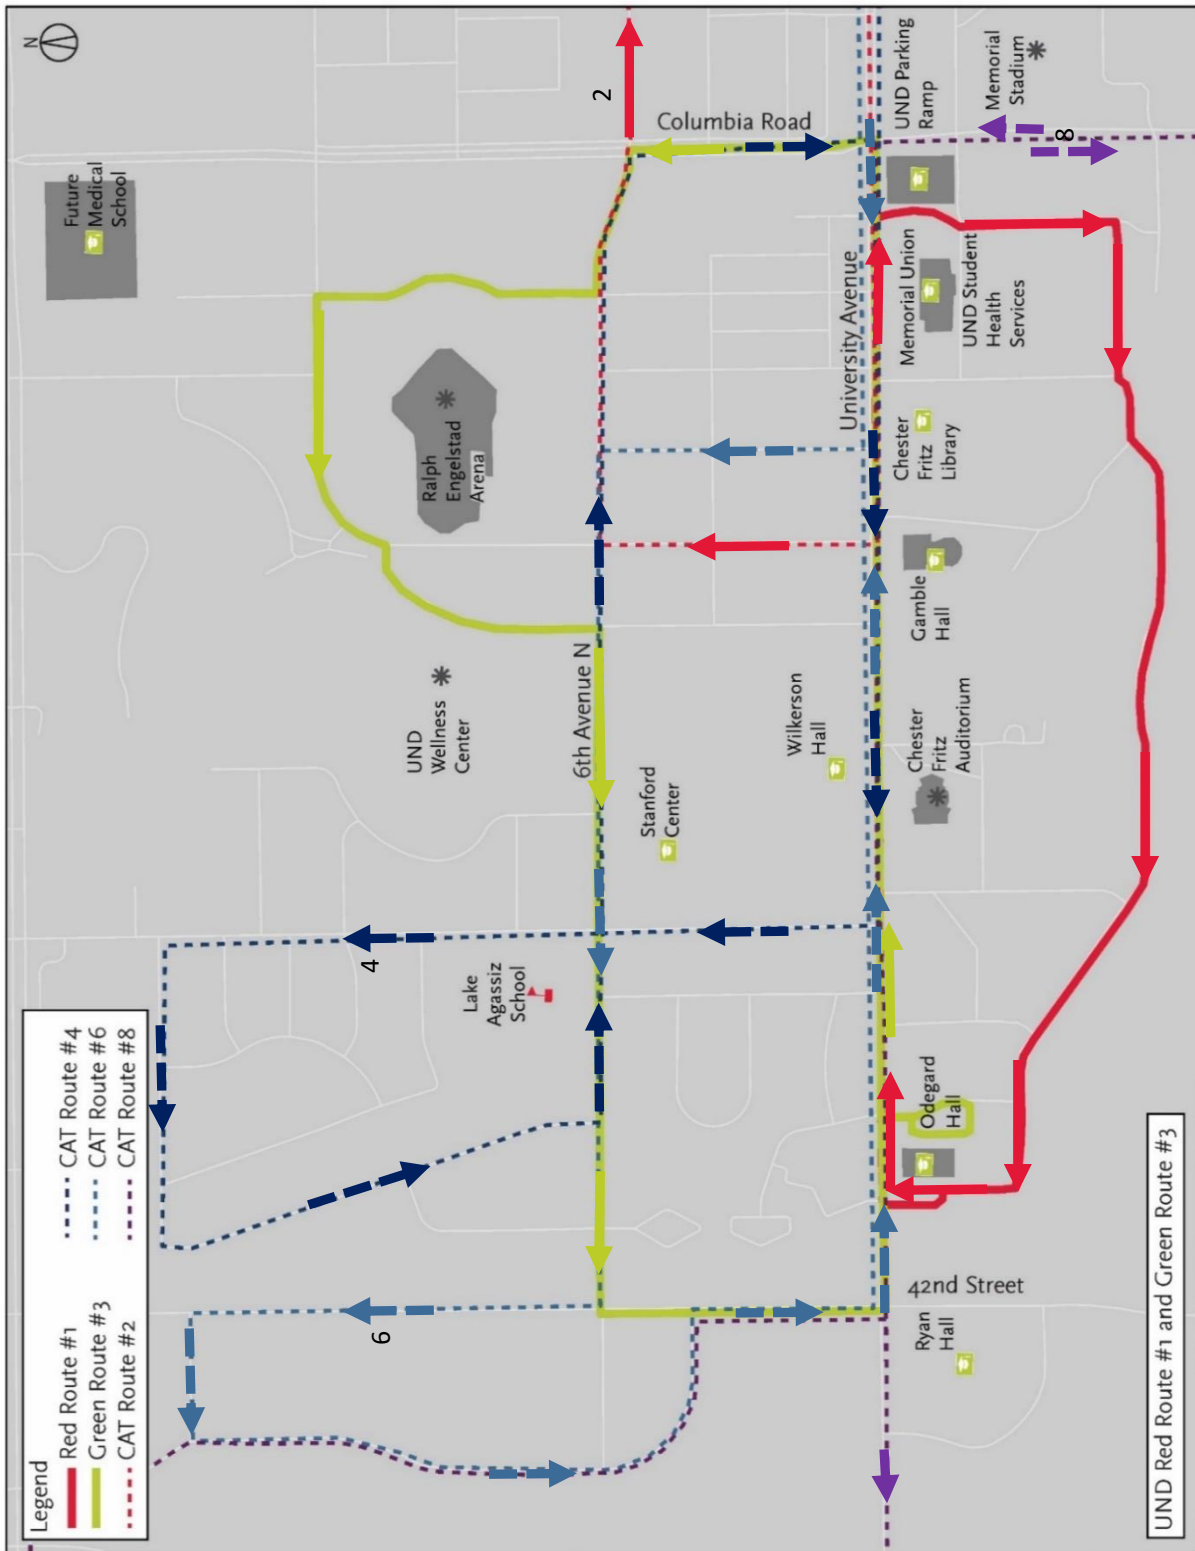 N
Future
Medical
School
2
Columbia Road
UND Parking
Ramp
Memorial
Stadium
8
Ralph
Engelstad
Arena
University Avenue
Memorial Union
UND Student
Health
Services
Chester
Fritz
Library
Gamble
Hall
UND
Wellness
Center
6th Avenue N
Stanford
Center
Wilkerson
Hall
Chester
Fritz
Auditorium
4
Lake
Agassiz
School
Odegard
Hall
6
42nd Street
Ryan
Hall
Legend
Red Route #1
Green Route #3
CAT Route #2
CAT Route #4
CAT Route #6
CAT Route #8
UND Red Route #1 and Green Route #3